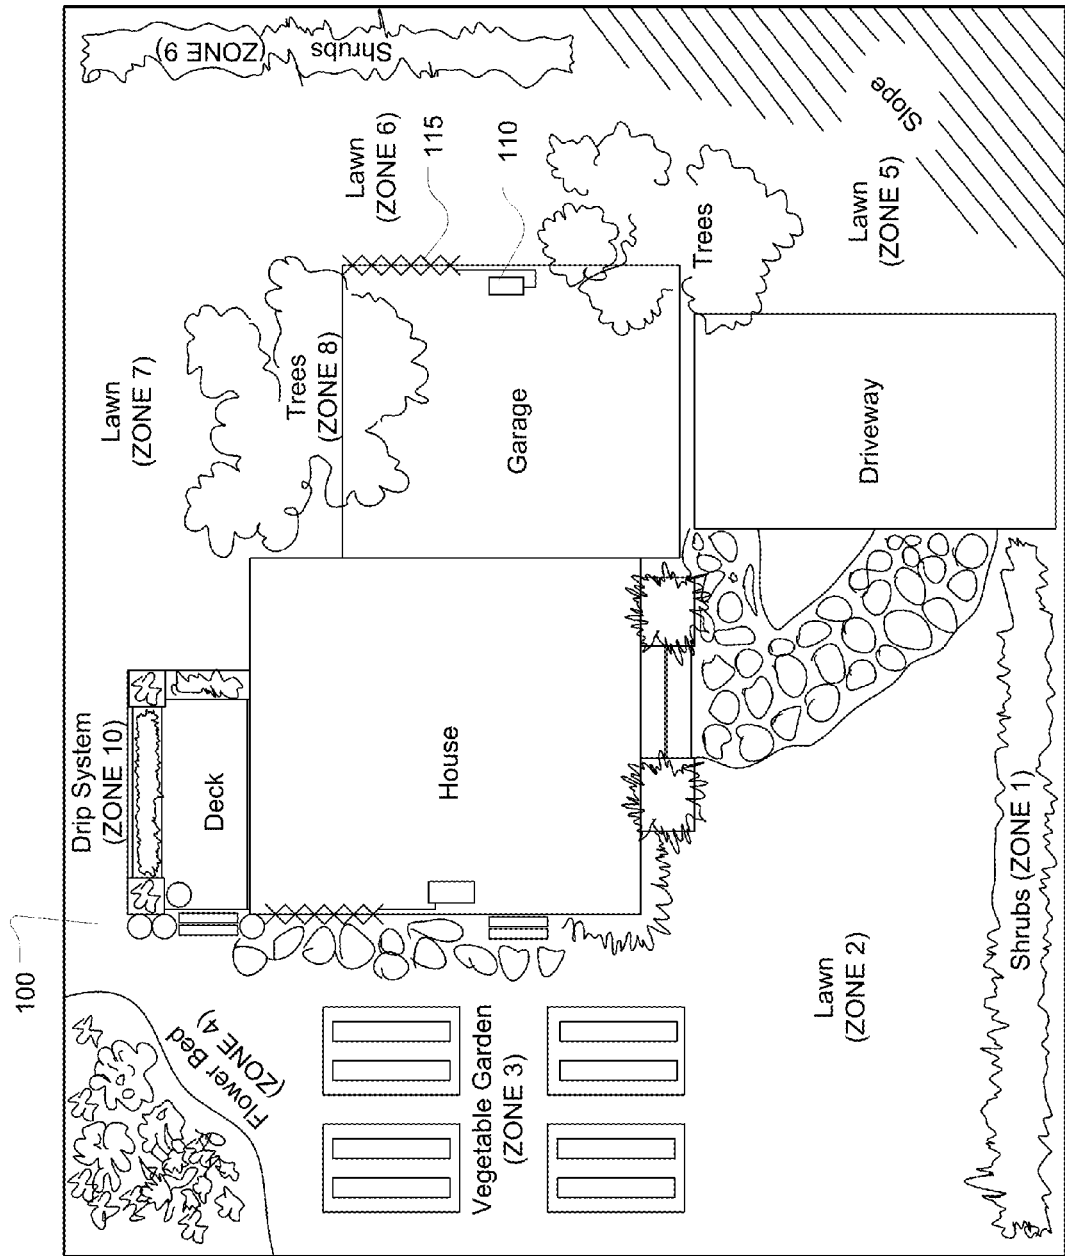 100
Drip System
(ZONE 10)
Deck
Flower Bed
(ZONE 4)
Lawn
(ZONE 7)
Trees
(ZONE 8)
Shrubs
(ZONE 9)
Lawn
(ZONE 6)
115
110
House
Garage
Trees
Vegetable Garden
(ZONE 3)
Lawn
(ZONE 2)
Shrubs (ZONE 1)
Driveway
Lawn
(ZONE 5)
Slope